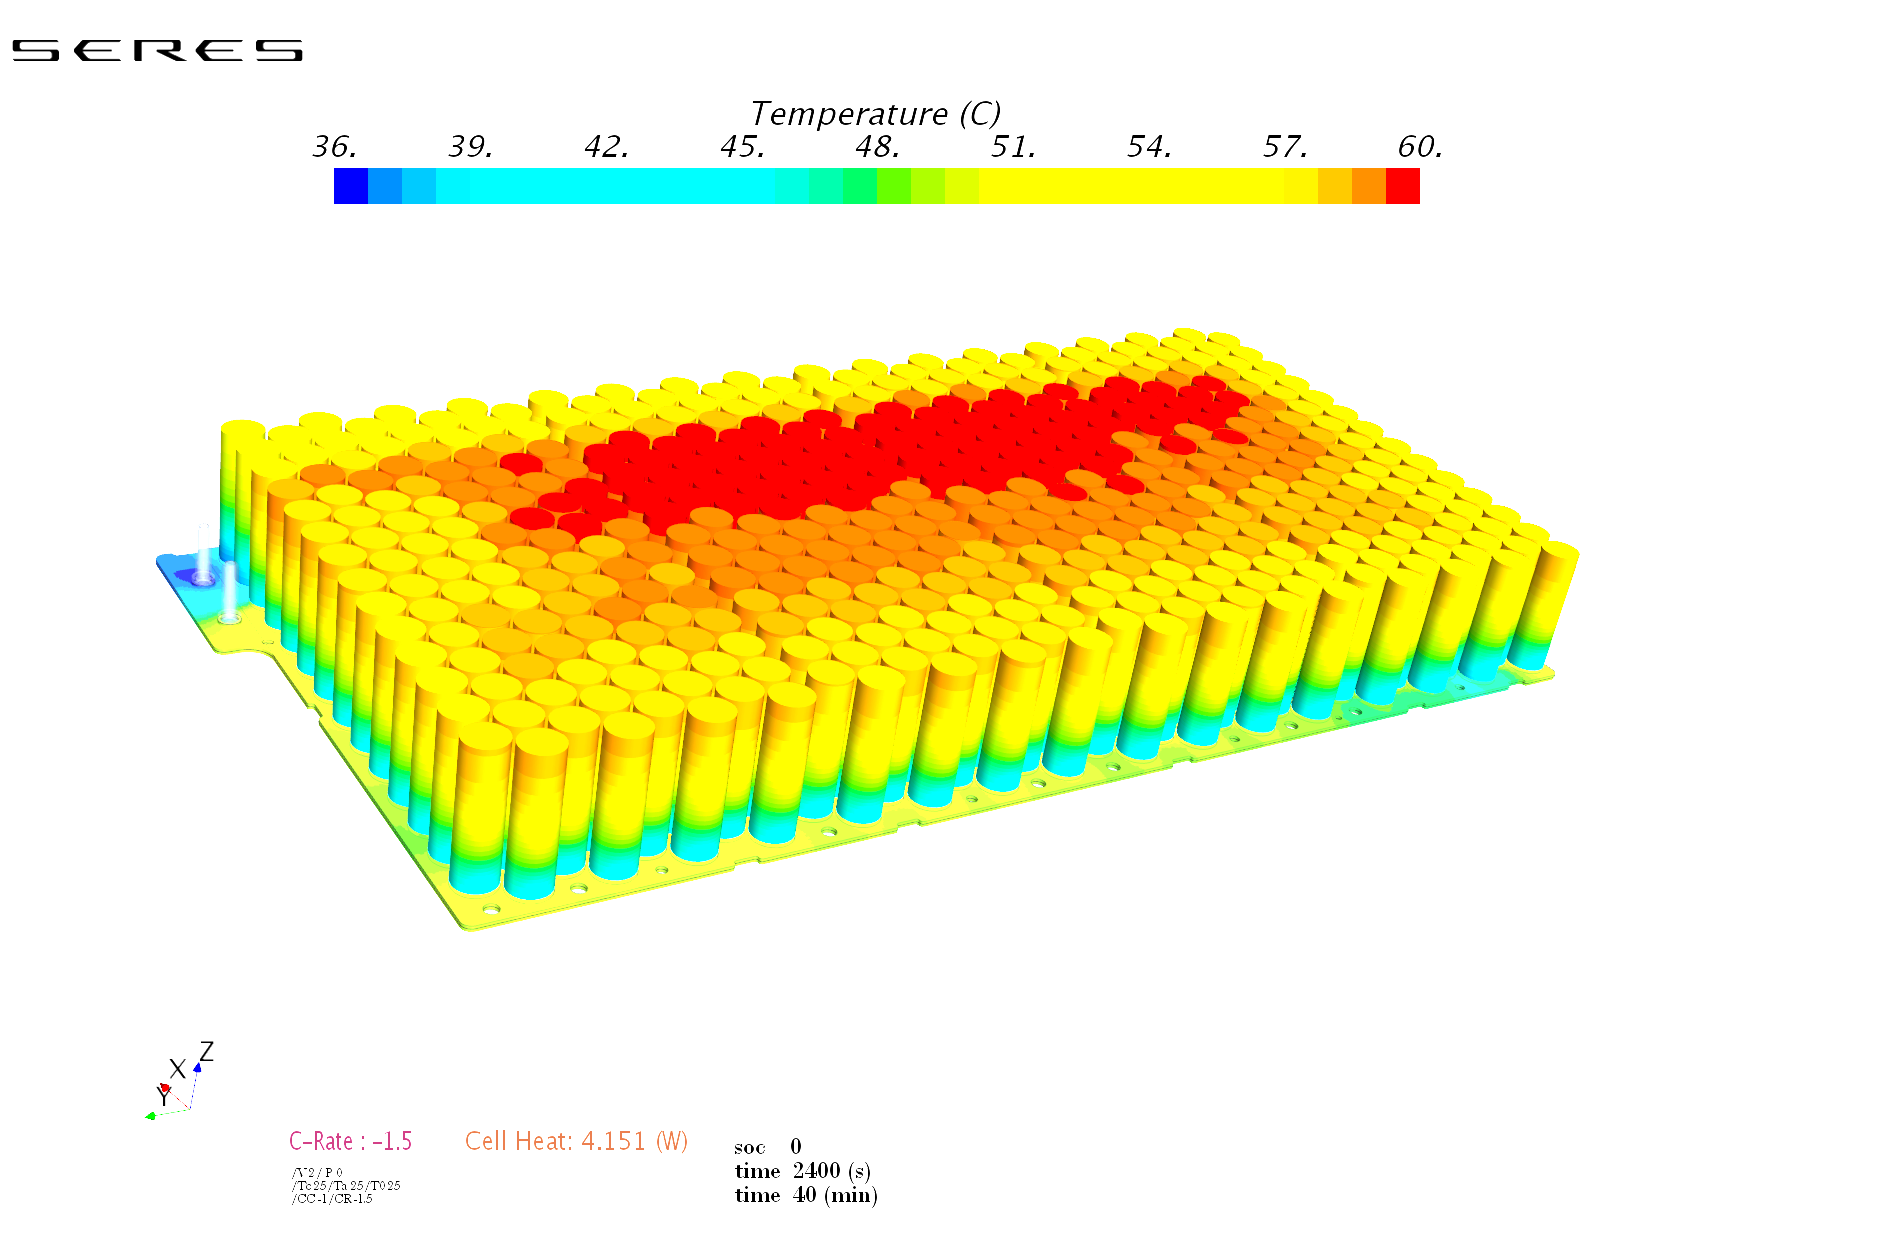 SERES
Temperature (C)
36. 39. 42. 45. 48. 51. 54. 57. 60.
Z
X
Y
C-Rate : -1.5 Cell Heat: 4.151 (W)
soc 0
time 2400 (s)
time 40 (min)
/V2/P0
/Tc25/Ta25/T025
/CC-1/CR-1.5